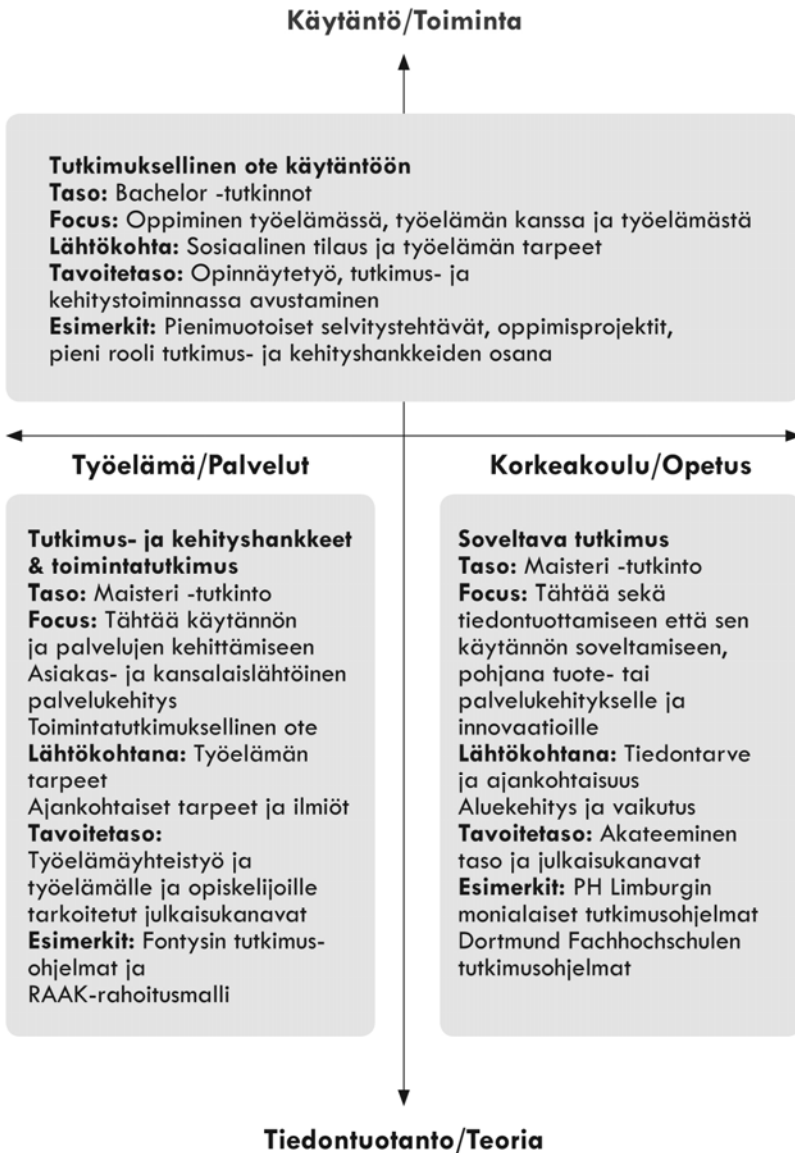 Käytäntö/Toiminta
Tutkimuksellinen ote käytäntöön
Taso: Bachelor -tutkinnot
Focus: Oppiminen työelämässä, työelämän kanssa ja työelämästä
Lähtökohta: Sosiaalinen tilaus ja työelämän tarpeet
Tavoitetaso: Opinnäytetyö, tutkimus- ja
kehitystoiminnassa avustaminen
Esimerkit: Pienimuotoiset selvitystehtävät, oppimisprojektit,
pieni rooli tutkimus- ja kehityshankkeiden osana
Työelämä/Palvelut
Tutkimus- ja kehityshankkeet
& toimintatutkimus
Taso: Maisteri -tutkinto
Focus: Tähtää käytännön
ja palvelujen kehittämiseen
Asiakas- ja kansalaislähtöinen
palvelukehitys
Toimintatutkimuksellinen ote
Lähtökohtana: Työelämän
tarpeet
Ajankohtaiset tarpeet ja ilmiöt
Tavoitetaso:
Työelämäyhteistyö ja
työelämälle ja opiskelijoille
tarkoitetut julkaisukanavat
Esimerkit: Fontysin tutkimus-
ohjelmat ja
RAAK-rahoitusmalli
Korkeakoulu/Opetus
Soveltava tutkimus
Taso: Maisteri -tutkinto
Focus: Tähtää sekä
tiedontuottamiseen että sen
käytännön soveltamiseen,
pohjana tuote- tai
palvelukehitykselle ja
innovaatioille
Lähtökohtana: Tiedontarve
ja ajankohtaisuus
Aluekehitys ja vaikutus
Tavoitetaso: Akateeminen
taso ja julkaisukanavat
Esimerkit: PH Limburgin
monialaiset tutkimusohjelmat
Dortmund Fachhochschulen
tutkimusohjelmat
Tiedontuotanto/Teoria